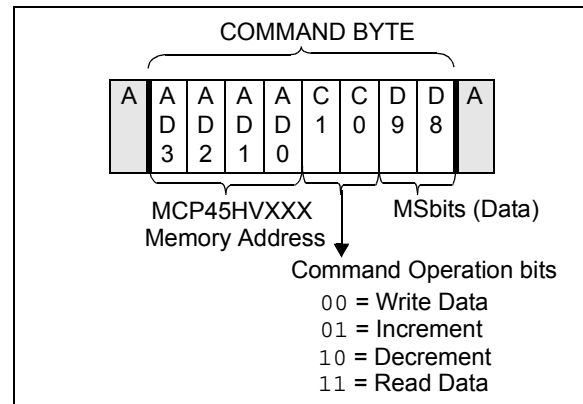 COMMAND BYTE
A A A A A C C D D A
D D D D 1 0 9 8
3 2 1 0
MCP45HVXXX MSbits (Data)
Memory Address
Command Operation bits
00 = Write Data
01 = Increment
10 = Decrement
11 = Read Data